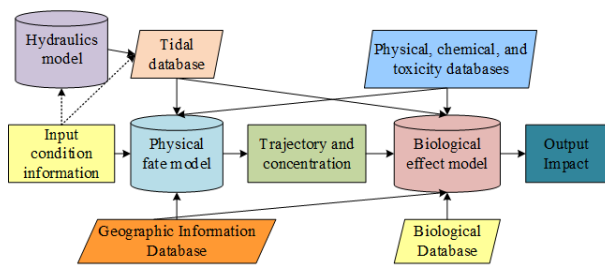 Hydraulics
model
Tidal
database
Physical, chemical, and
toxicity databases
Input
condition
information
Physical
fate model
Trajectory and
concentration
Biological
effect model
Output
Impact
Geographic Information
Database
Biological
Database